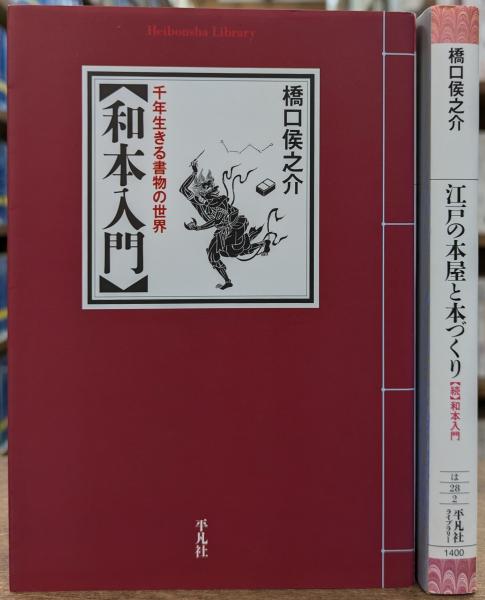 Heibonsha Library
橋口侯之介
千年生きる書物の世界
【和本入門】
平凡社
橋口侯之介
江戸の本屋と本づくり
【続】和本入門
は
28
2
平凡社
ライブラリー
1400